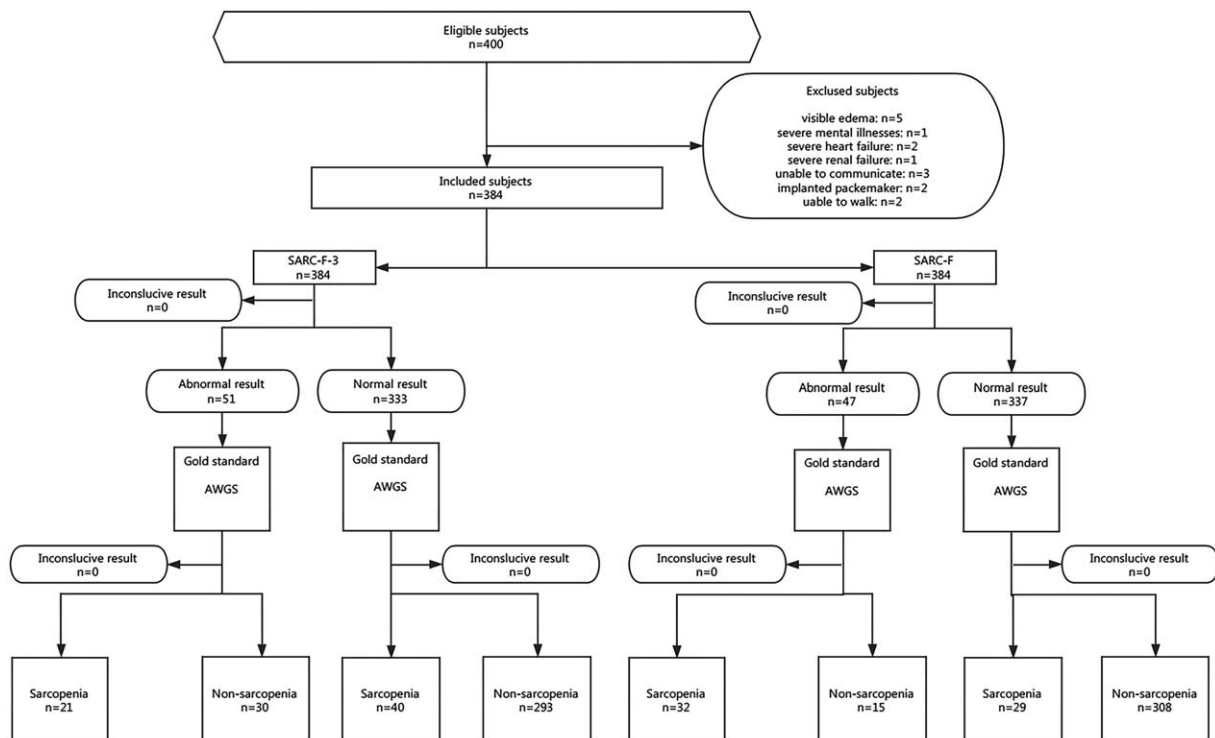 Eligible subjects
n=400
Exclused subjects
visible edema: n=5
severe mental illnesses: n=1
severe heart failure: n=2
severe renal failure: n=1
unable to communicate: n=3
implanted packemaker: n=2
uable to walk: n=2
Included subjects
n=384
SARC-F-3
n=384
SARC-F
n=384
Inconslucive result
n=0
Inconslucive result
n=0
Abnormal result
n=51
Normal result
n=333
Abnormal result
n=47
Normal result
n=337
Gold standard
AWGS
Gold standard
AWGS
Gold standard
AWGS
Gold standard
AWGS
Inconslucive result
n=0
Inconslucive result
n=0
Inconslucive result
n=0
Inconslucive result
n=0
Sarcopenia
n=21
Non-sarcopenia
n=30
Sarcopenia
n=40
Non-sarcopenia
n=293
Sarcopenia
n=32
Non-sarcopenia
n=15
Sarcopenia
n=29
Non-sarcopenia
n=308